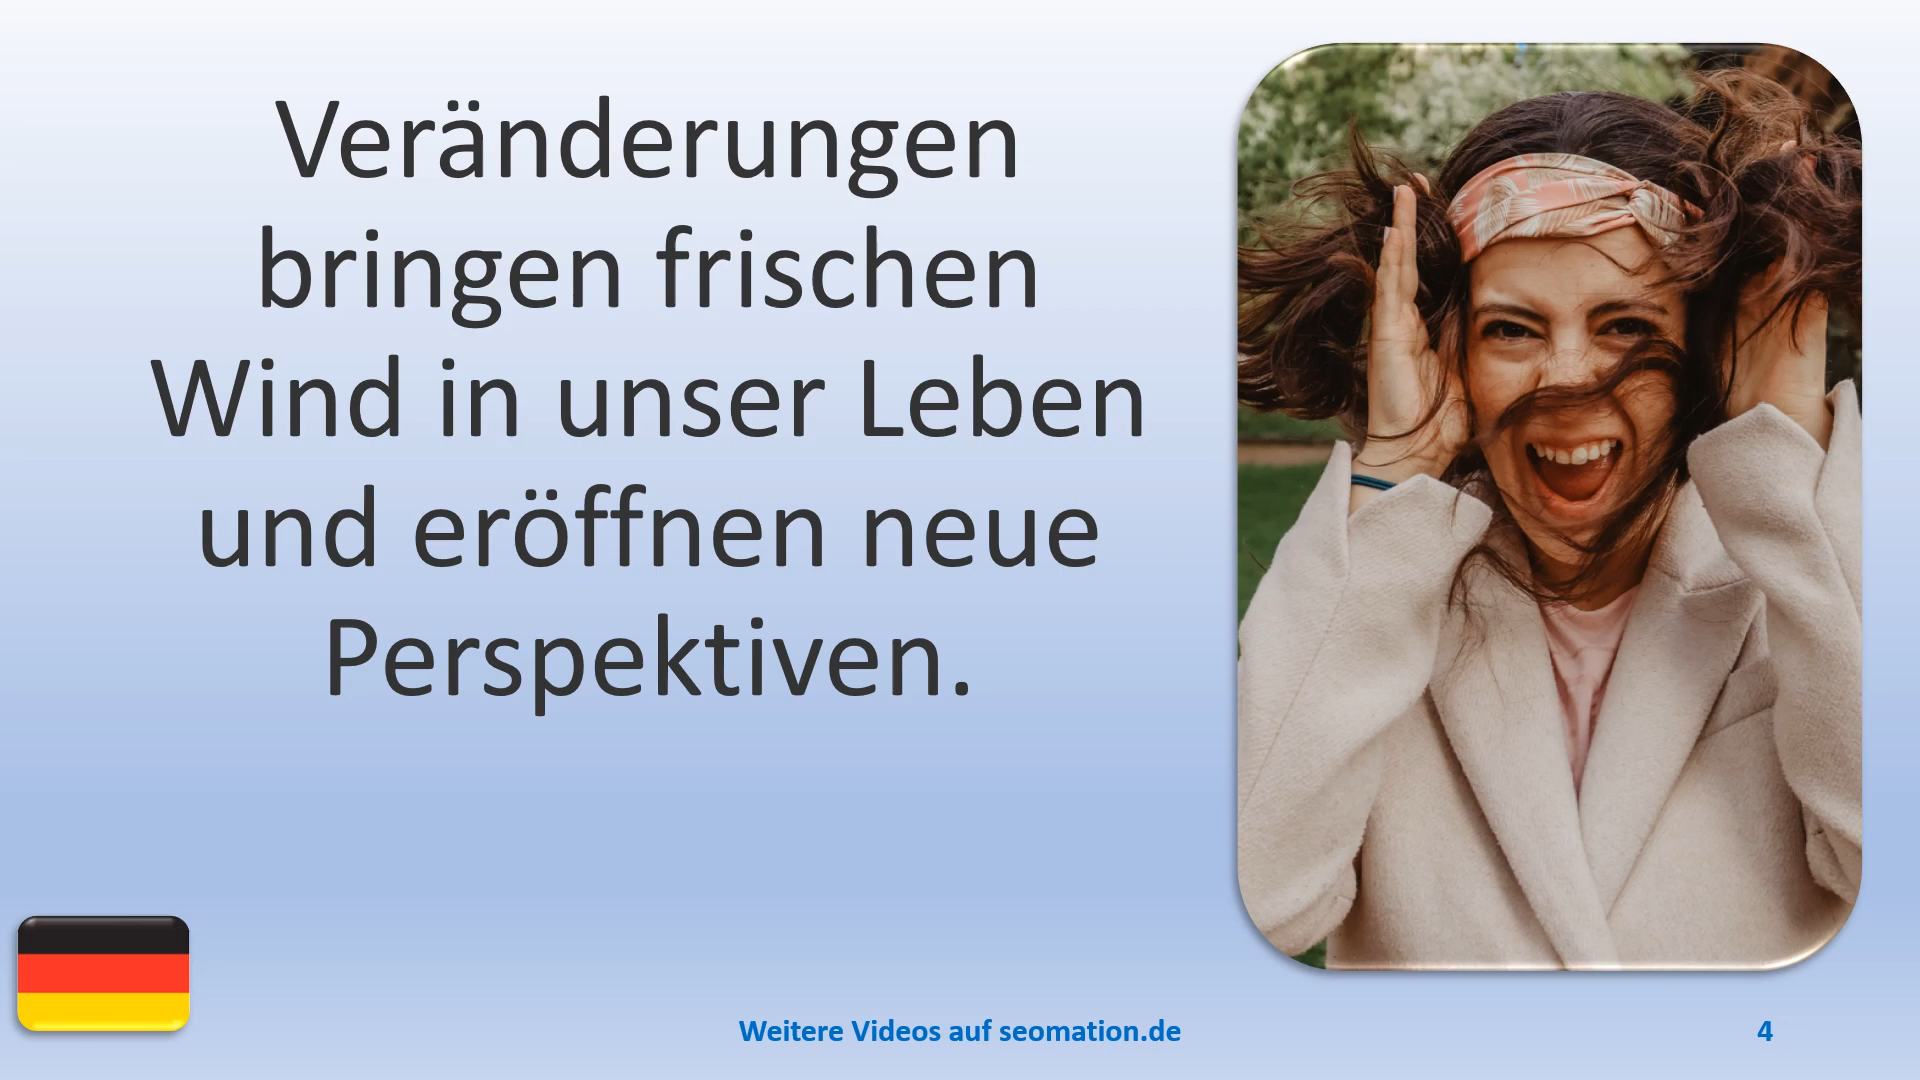 Veränderungen
bringen frischen
Wind in unser Leben
und eröffnen neue
Perspektiven.
Weitere Videos auf seomation.de
4